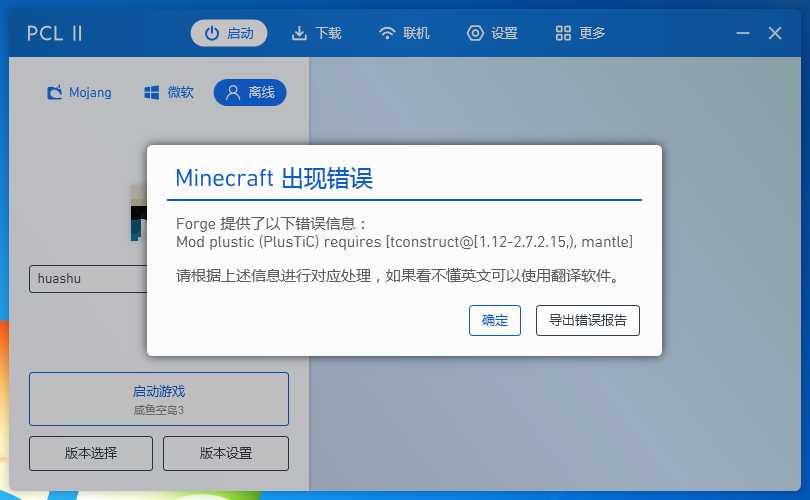 PCL II
启动
下载
联机
设置
更多
Mojang
微软
离线
Minecraft 出现错误
Forge 提供了以下错误信息：
Mod plustic (PlusTiC) requires [tconstruct@[1.12-2.7.2.15,), mantle]
请根据上述信息进行对应处理，如果看不懂英文可以使用翻译软件。
确定
导出错误报告
huashu
启动游戏
咸鱼空岛3
版本选择
版本设置